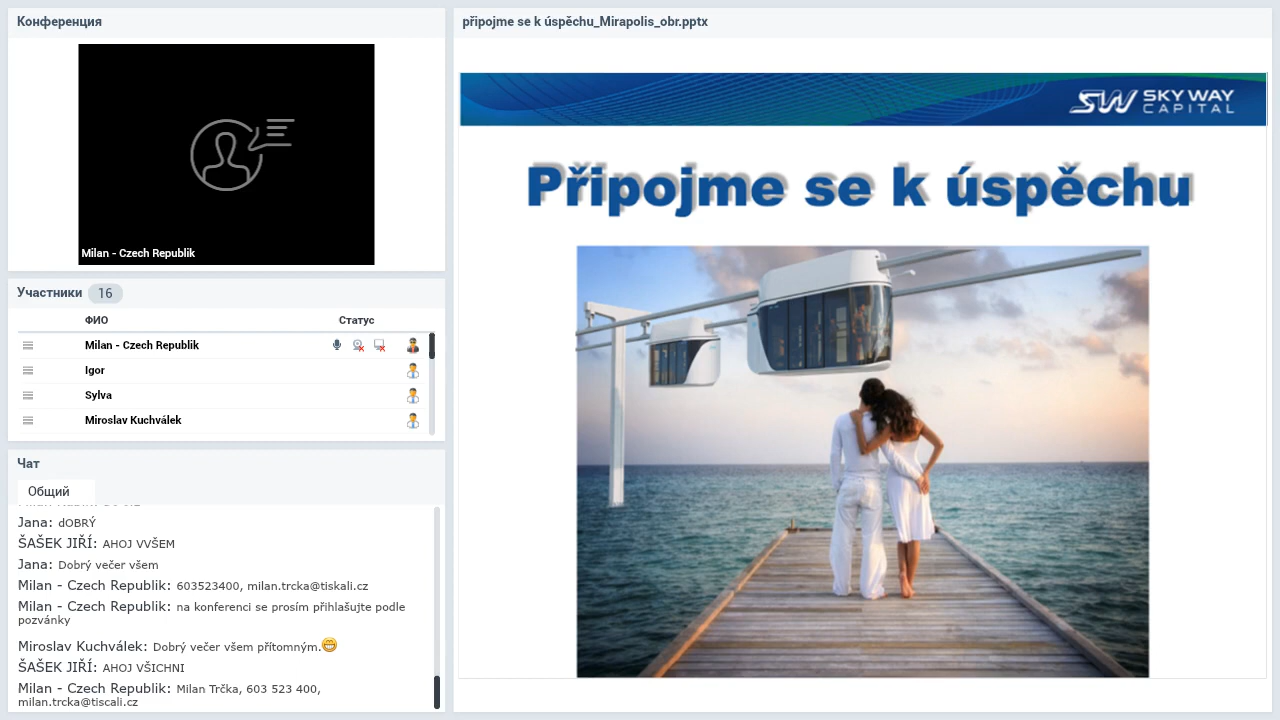 Конференция
Milan - Czech Republik
Участники 16
ФИО Статус
Milan - Czech Republik
Igor
Sylva
Miroslav Kuchválek
Чат
Общий
Jana: dOBRÝ
ŠAŠEK JIŘÍ: AHOJ VVŠEM
Jana: Dobrý večer všem
Milan - Czech Republik: 603523400, milan.trcka@tiskali.cz
Milan - Czech Republik: na konferenci se prosím přihlašujte podle
pozvánky
Miroslav Kuchválek: Dobrý večer všem přítomným.
ŠAŠEK JIŘÍ: AHOJ VŠICHNI
Milan - Czech Republik: Milan Trčka, 603 523 400,
milan.trcka@tiscali.cz
připojme se k úspěchu_Mirapolis_obr.pptx
SW SKY WAY
CAPITAL
Připojme se k úspěchu